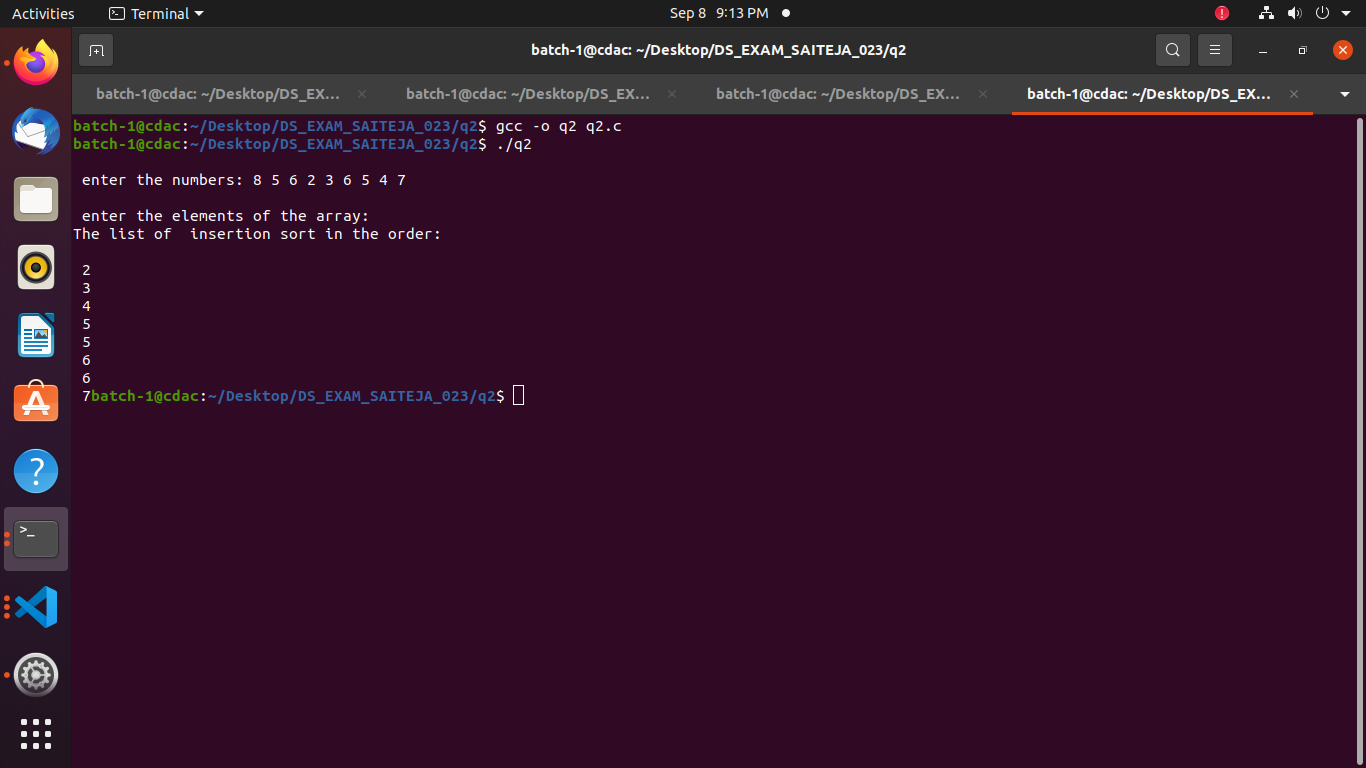 Activities Terminal Sep 8 9:13 PM
batch-1@cdac: ~/Desktop/DS_EXAM_SAITEJA_023/q2
batch-1@cdac: ~/Desktop/DS_EX... batch-1@cdac: ~/Desktop/DS_EX... batch-1@cdac: ~/Desktop/DS_EX... batch-1@cdac: ~/Desktop/DS_EX...
batch-1@cdac:~/Desktop/DS_EXAM_SAITEJA_023/q2$ gcc -o q2 q2.c
batch-1@cdac:~/Desktop/DS_EXAM_SAITEJA_023/q2$ ./q2
enter the numbers: 8 5 6 2 3 6 5 4 7
enter the elements of the array:
The list of  insertion sort in the order:
2
3
4
5
5
6
6
7batch-1@cdac:~/Desktop/DS_EXAM_SAITEJA_023/q2$